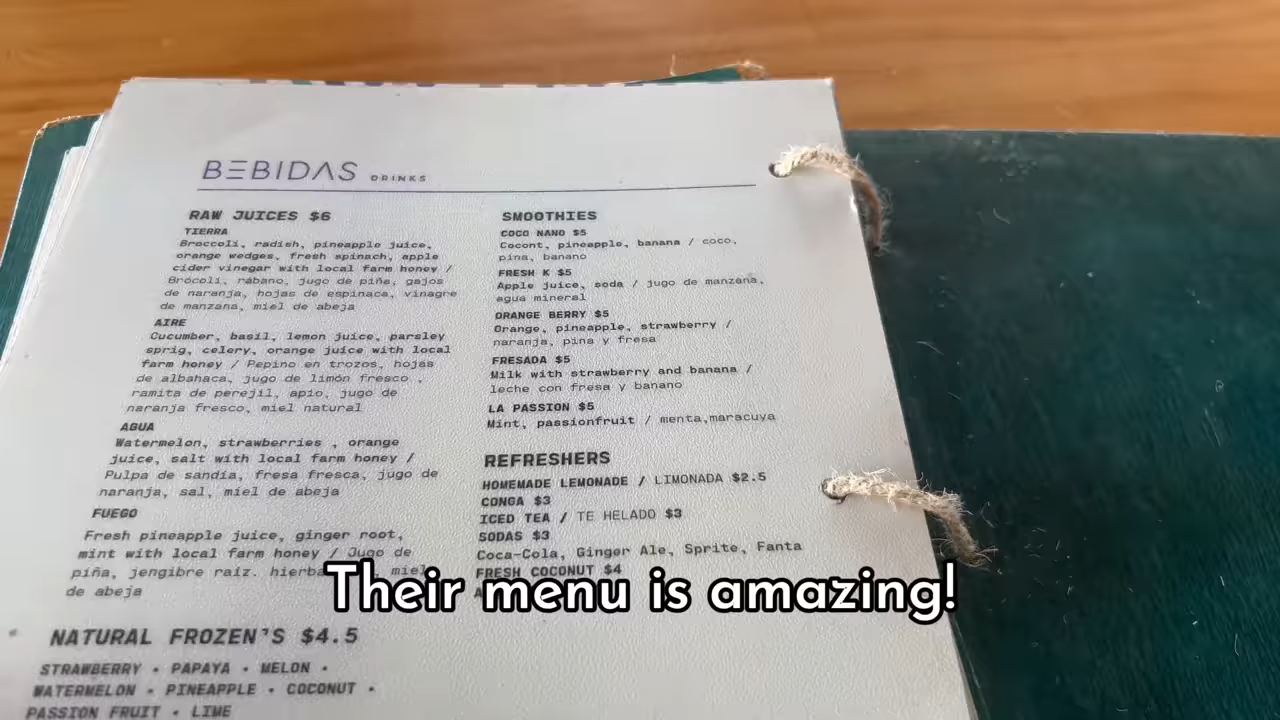 BEBIDAS DRINKS
RAW JUICES $6
TIERRA
Broccoli, radish, pineapple juice,
orange wedges, fresh spinach, apple
cider vinegar with local farm honey /
Brócoli, rábano, jugo de piña, gajos
de naranja, hojas de espinaca, vinagre
de manzana, miel de abeja
AIRE
Cucumber, basil, lemon juice, parsley
sprig, celery, orange juice with local
farm honey / Pepino en trozos, hojas
de albahaca, jugo de limón fresco ,
ramita de perejil, apio, jugo de
naranja fresco, miel natural
AGUA
Watermelon, strawberries , orange
juice, salt with local farm honey /
Pulpa de sandía, fresa fresca, jugo de
naranja, sal, miel de abeja
FUEGO
Fresh pineapple juice, ginger root,
mint with local farm honey / Jugo de
piña, jengibre raíz. miel
de abeja
NATURAL FROZEN'S $4.5
STRAWBERRY • PAPAYA • MELON •
WATERMELON • PINEAPPLE • COCONUT •
PASSION FRUIT • LIME
SMOOTHIES
COCO NANO $5
Cocont, pineapple, banana / coco,
pina, banano
FRESH K $5
Apple juice, soda / jugo de manzana,
agua mineral
ORANGE BERRY $5
Orange, pineapple, strawberry /
naranja, pina y fresa
FRESADA $5
Milk with strawberry and banana /
leche con fresa y banano
LA PASSION $5
Mint, passionfruit / menta,maracuya
REFRESHERS
HOMEMADE LEMONADE / LIMONADA $2.5
CONGA $3
ICED TEA / TE HELADO $3
SODAS $3
Coca-Cola, Ginger Ale, Sprite, Fanta
FRESH COCONUT $4
Their menu is amazing!